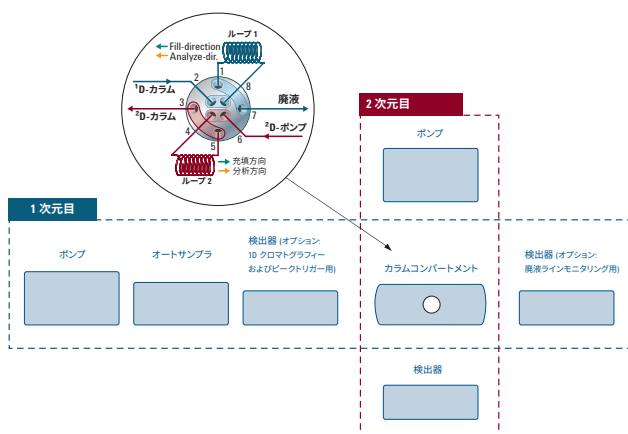 ループ 1
Fill-direction
Analyze-dir.
1
2
8
¹D-カラム
廃液
3
7
²D-カラム
²D-ポンプ
4
6
5
充填方向
分析方向
ループ 2
2 次元目
ポンプ
1 次元目
ポンプ
オートサンプラ
検出器 (オプション:
1D クロマトグラフィー
およびピークトリガー用)
カラムコンパートメント
検出器 (オプション:
廃液ラインモニタリング用)
検出器